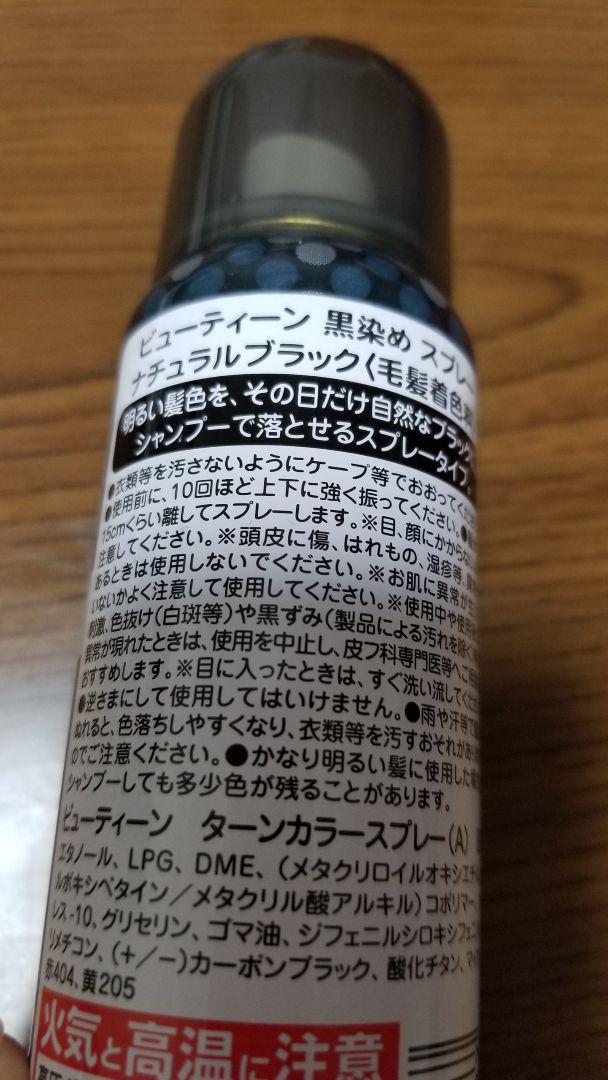 ビューティーン 黒染め スプレー
ナチュラルブラック〈毛髪着色
明るい髪色を、その日だけ自然なブラック
シャンプーで落とせるスプレータイプ。
●衣類等を汚さないようにケープ等でおおってくだ
●使用前に、10回ほど上下に強く振ってください。
15cmくらい離してスプレーします。※目、顔にかからない
注意してください。※頭皮に傷、はれもの、湿疹等、
あるときは使用しないでください。※お肌に異常が
いないかよく注意して使用してください。※使用中や使用
刺激、色抜け(白斑等)や黒ずみ(製品による汚れを除く
異常が現れたときは、使用を中止し、皮フ科専門医等へご
おすすめします。※目に入ったときは、すぐ洗い流してくだ
●逆さまにして使用してはいけません。●雨や汗等で
ぬれると、色落ちしやすくなり、衣類等を汚すおそれがあり
のでご注意ください。●かなり明るい髪に使用した場
シャンプーしても多少色が残ることがあります。
ビューティーン ターンカラースプレー(A)
エタノール、LPG、DME、(メタクリロイルオキシエチ
ルボキシベタイン/メタクリル酸アルキル)コポリマー、
レス-10、グリセリン、ゴマ油、ジフェニルシロキシフェニ
リメチコン、(+/−)カーボンブラック、酸化チタン、マイ
赤404、黄205
火気と高温に注意